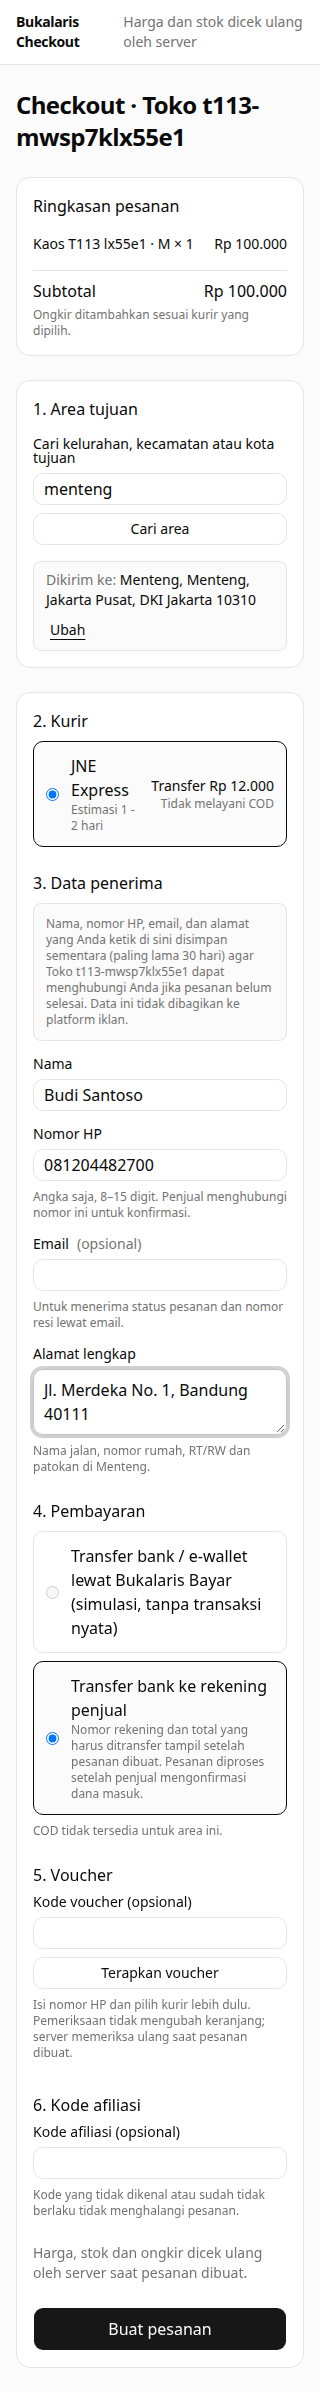 Bukalaris
Checkout
Harga dan stok dicek ulang
oleh server
Checkout · Toko t113-
mwsp7klx55e1
Ringkasan pesanan
Kaos T113 lx55e1 · M × 1 Rp 100.000
Subtotal Rp 100.000
Ongkir ditambahkan sesuai kurir yang
dipilih.
1. Area tujuan
Cari kelurahan, kecamatan atau kota
tujuan
menteng
Cari area
Dikirim ke: Menteng, Menteng,
Jakarta Pusat, DKI Jakarta 10310
Ubah
2. Kurir
JNE
Express
Estimasi 1 -
2 hari
Transfer Rp 12.000
Tidak melayani COD
3. Data penerima
Nama, nomor HP, email, dan alamat
yang Anda ketik di sini disimpan
sementara (paling lama 30 hari) agar
Toko t113-mwsp7klx55e1 dapat
menghubungi Anda jika pesanan belum
selesai. Data ini tidak dibagikan ke
platform iklan.
Nama
Budi Santoso
Nomor HP
081204482700
Angka saja, 8–15 digit. Penjual menghubungi
nomor ini untuk konfirmasi.
Email (opsional)
Untuk menerima status pesanan dan nomor
resi lewat email.
Alamat lengkap
Jl. Merdeka No. 1, Bandung
40111
Nama jalan, nomor rumah, RT/RW dan
patokan di Menteng.
4. Pembayaran
Transfer bank / e-wallet
lewat Bukalaris Bayar
(simulasi, tanpa transaksi
nyata)
Transfer bank ke rekening
penjual
Nomor rekening dan total yang
harus ditransfer tampil setelah
pesanan dibuat. Pesanan diproses
setelah penjual mengonfirmasi
dana masuk.
COD tidak tersedia untuk area ini.
5. Voucher
Kode voucher (opsional)
Terapkan voucher
Isi nomor HP dan pilih kurir lebih dulu.
Pemeriksaan tidak mengubah keranjang;
server memeriksa ulang saat pesanan
dibuat.
6. Kode afiliasi
Kode afiliasi (opsional)
Kode yang tidak dikenal atau sudah tidak
berlaku tidak menghalangi pesanan.
Harga, stok dan ongkir dicek ulang
oleh server saat pesanan dibuat.
Buat pesanan